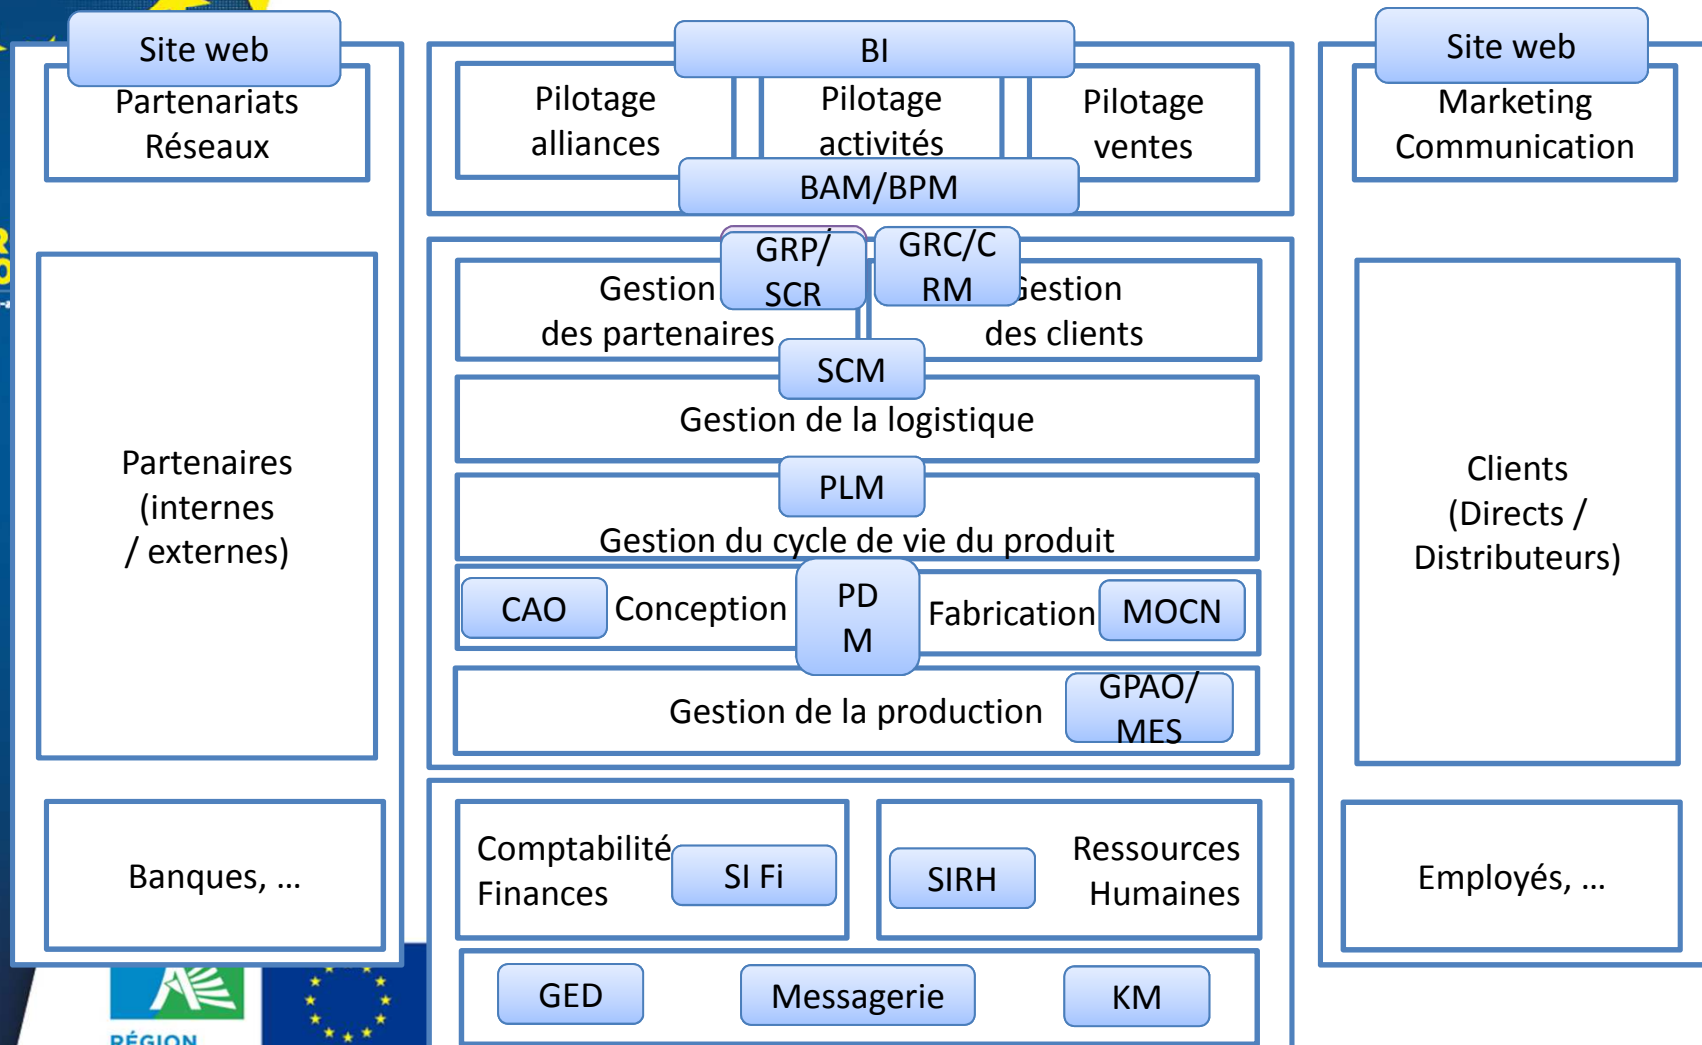 Site web
Partenariats
Réseaux
Partenaires
(internes
/ externes)
Banques, ...
BI
Pilotage
alliances
Pilotage
activités
Pilotage
ventes
BAM/BPM
GRP/
SCR
GRC/C
RM
Gestion
des partenaires
Gestion
des clients
SCM
Gestion de la logistique
PLM
Gestion du cycle de vie du produit
CAO
Conception
PD
M
Fabrication
MOCN
Gestion de la production
GPAO/
MES
Comptabilité
Finances
SI Fi
SIRH
Ressources
Humaines
GED
Messagerie
KM
Site web
Marketing
Communication
Clients
(Directs /
Distributeurs)
Employés, ...
RÉGION